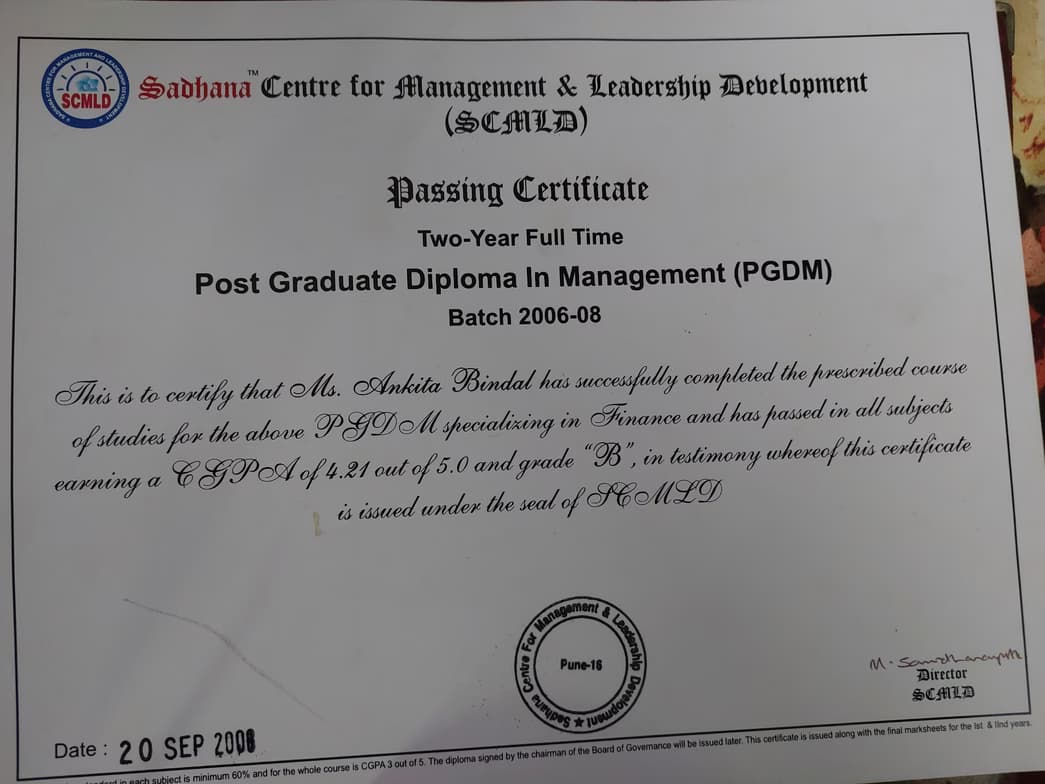 SADHANA CENTRE FOR MANAGEMENT AND LEADERSHIP DEVELOPMENT
SCMLD
Sadhana™ Centre for Management & Leadership Development
(SCMLD)
Passing Certificate
Two-Year Full Time
Post Graduate Diploma In Management (PGDM)
Batch 2006-08
This is to certify that Ms. Ankita Bindal has successfully completed the prescribed course
of studies for the above PGDM specializing in Finance and has passed in all subjects
earning a CGPA of 4.21 out of 5.0 and grade “B”, in testimony whereof this certificate
is issued under the seal of SCMLD
Sadhana Centre For Management & Leadership Development ★
Pune-16
M.
Director
SCMLD
Date : 20 SEP 2008
in each subject is minimum 60% and for the whole course is CGPA 3 out of 5. The diploma signed by the chairman of the Board of Governance will be issued later. This certificate is issued along with the final marksheets for the Ist & IInd years.